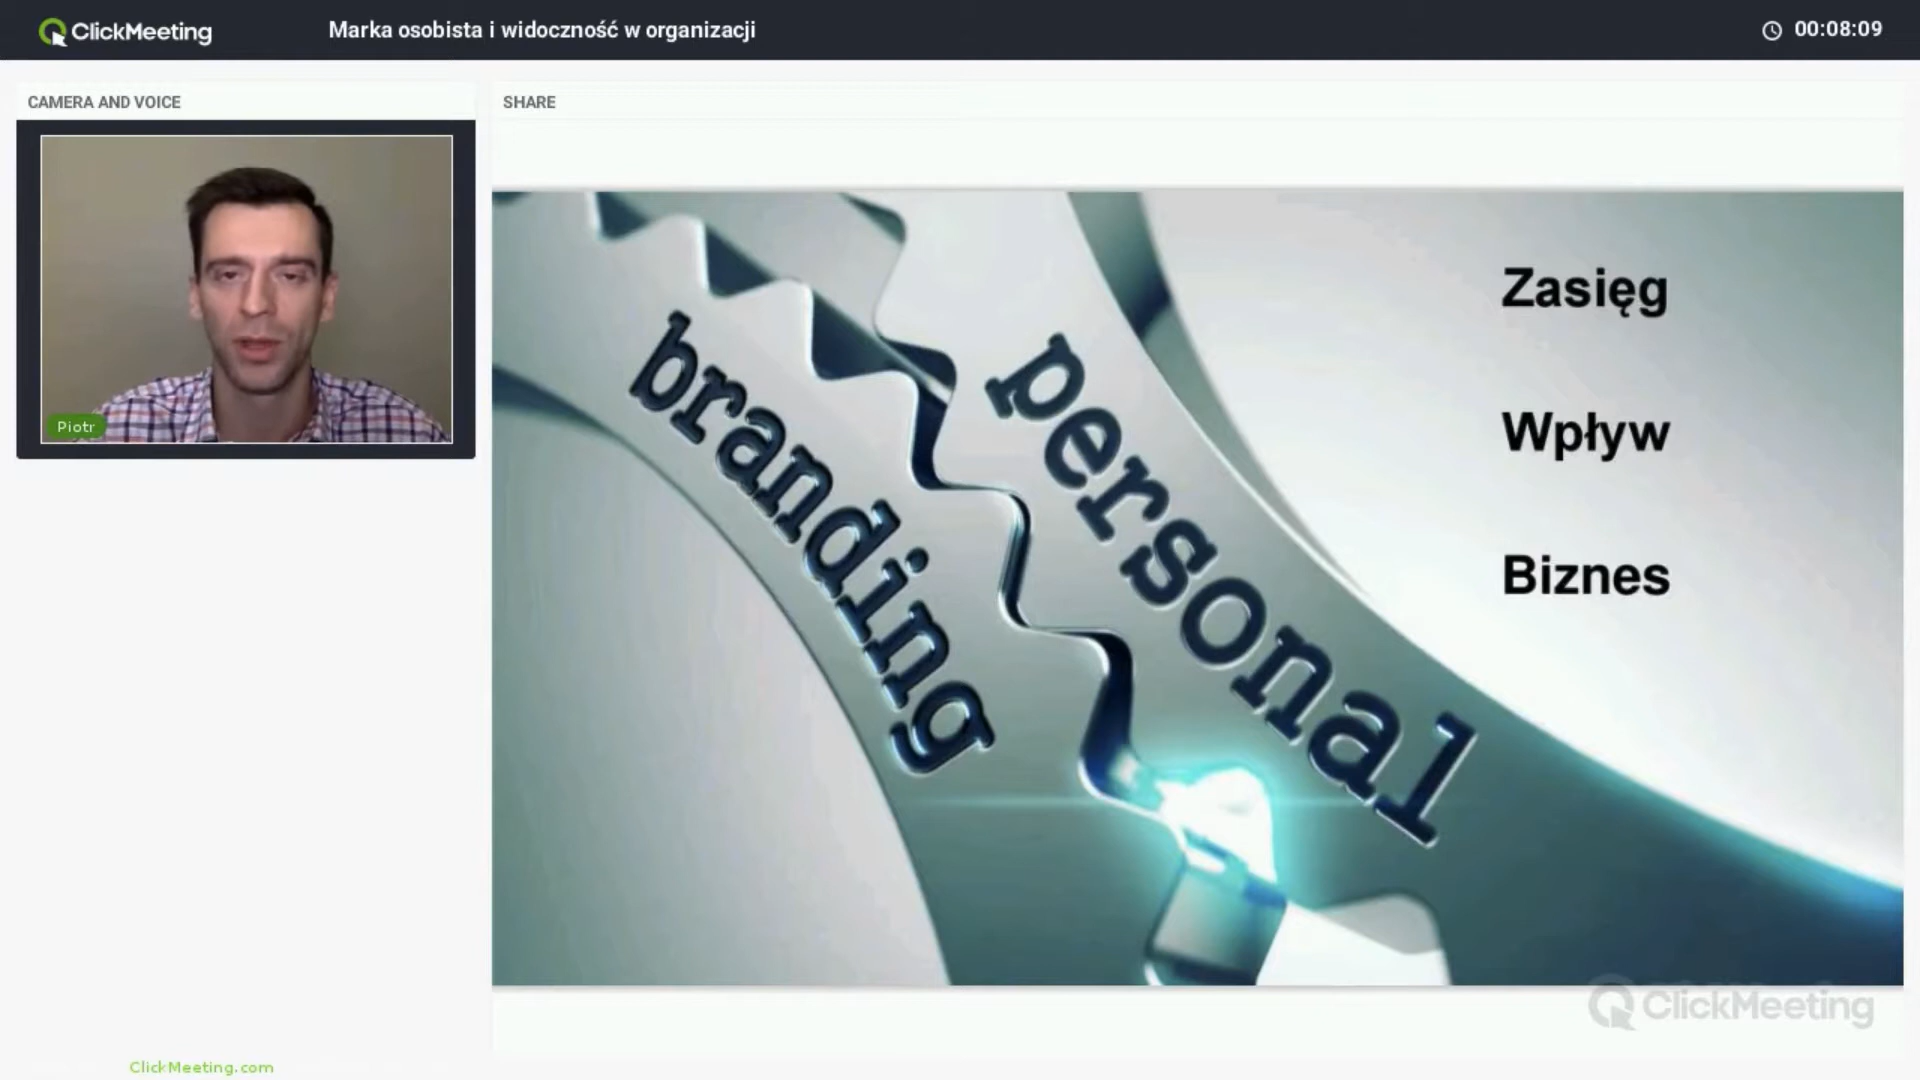 ClickMeeting
Marka osobista i widoczność w organizacji
00:08:09
CAMERA AND VOICE
SHARE
Piotr
branding
personal
Zasięg
Wpływ
Biznes
ClickMeeting
ClickMeeting.com